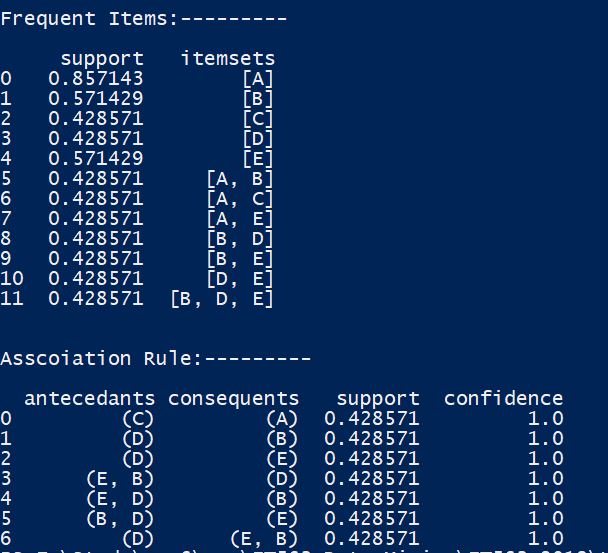 Frequent Items:---------
support itemsets
0 0.857143 [A]
1 0.571429 [B]
2 0.428571 [C]
3 0.428571 [D]
4 0.571429 [E]
5 0.428571 [A, B]
6 0.428571 [A, C]
7 0.428571 [A, E]
8 0.428571 [B, D]
9 0.428571 [B, E]
10 0.428571 [D, E]
11 0.428571 [B, D, E]
Asscoiation Rule:---------
antecedants consequents support confidence
0 (C) (A) 0.428571 1.0
1 (D) (B) 0.428571 1.0
2 (D) (E) 0.428571 1.0
3 (E, B) (D) 0.428571 1.0
4 (E, D) (B) 0.428571 1.0
5 (B, D) (E) 0.428571 1.0
6 (D) (E, B) 0.428571 1.0